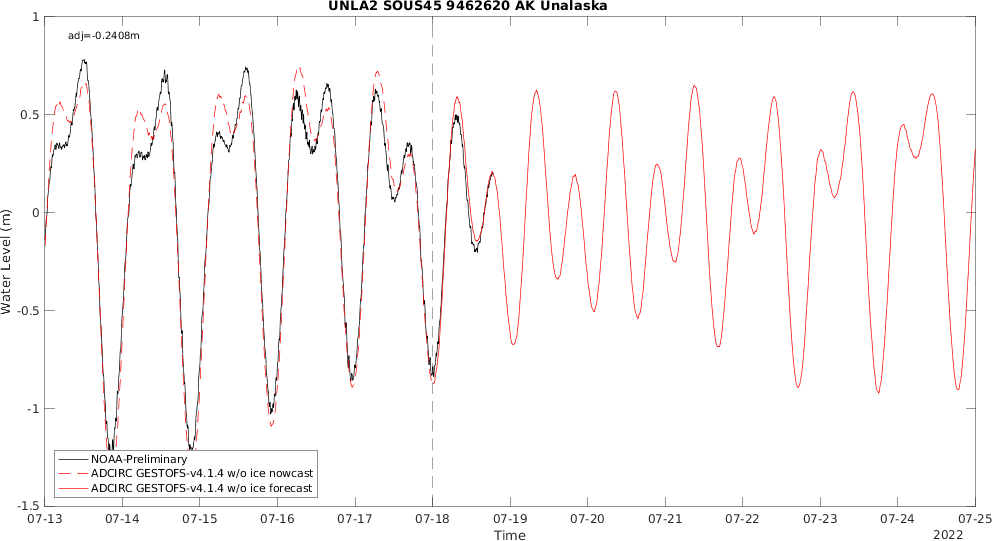 UNLA2 SOUS45 9462620 AK Unalaska
adj=-0.2408m
Water Level (m)
1
0.5
0
-0.5
-1
-1.5
NOAA-Preliminary
ADCIRC GESTOFS-v4.1.4 w/o ice nowcast
ADCIRC GESTOFS-v4.1.4 w/o ice forecast
07-13 07-14 07-15 07-16 07-17 07-18 07-19 07-20 07-21 07-22 07-23 07-24 07-25
Time
2022